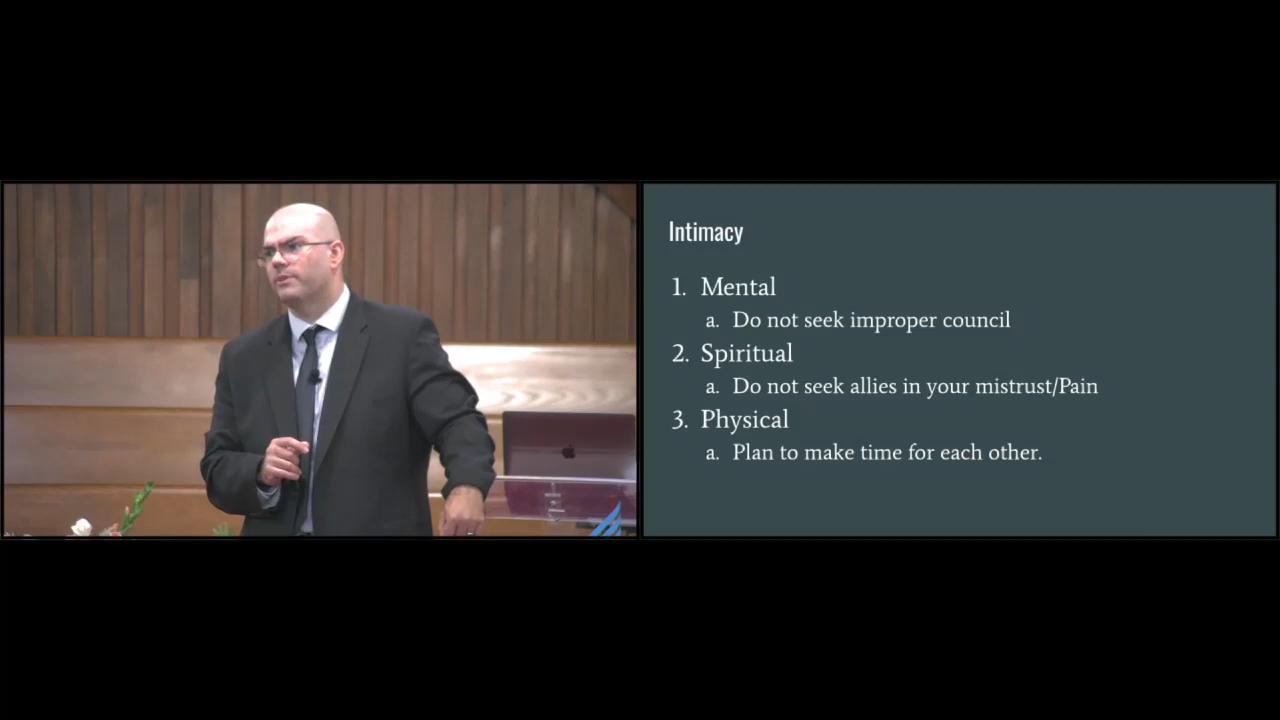 Intimacy
1. Mental
a. Do not seek improper council
2. Spiritual
a. Do not seek allies in your mistrust/Pain
3. Physical
a. Plan to make time for each other.